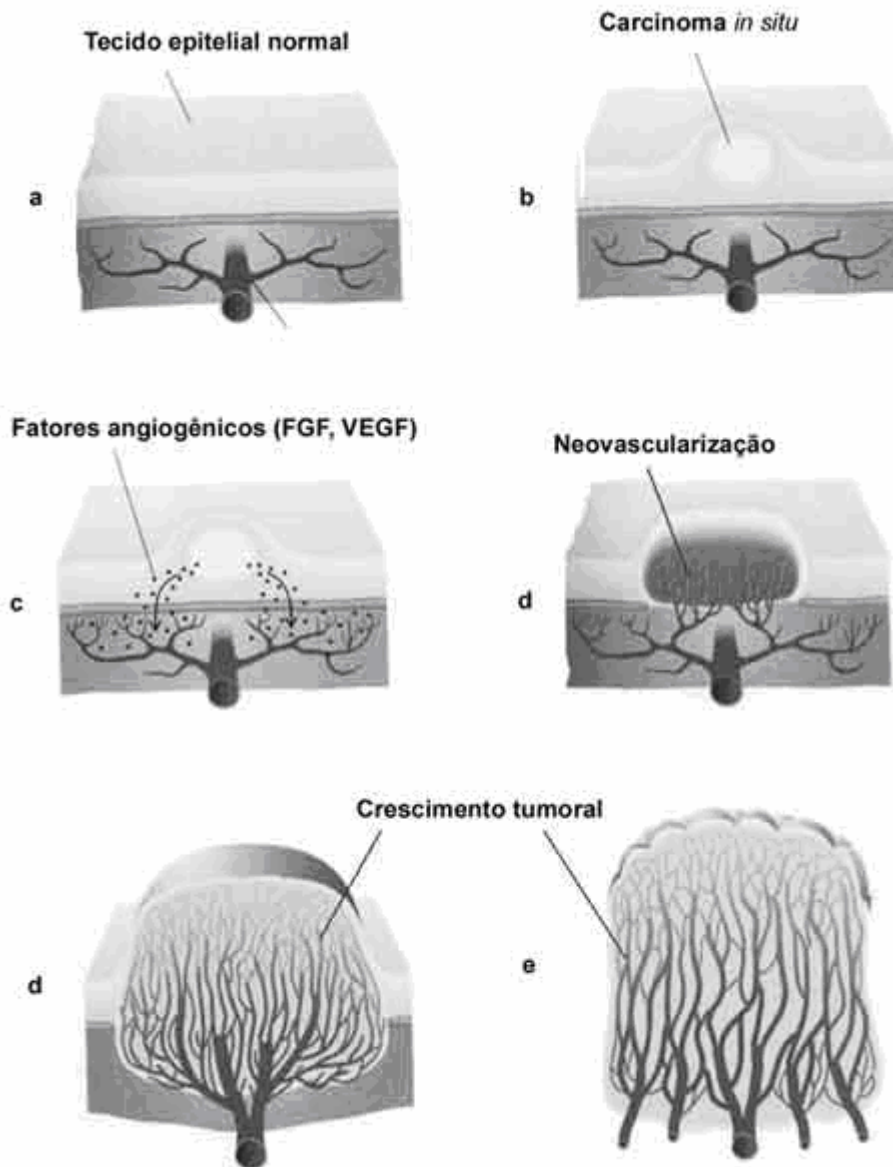 Tecido epitelial normal
Carcinoma in situ
a
b
Fatores angiogênicos (FGF, VEGF)
Neovascularização
c
d
Crescimento tumoral
d
e